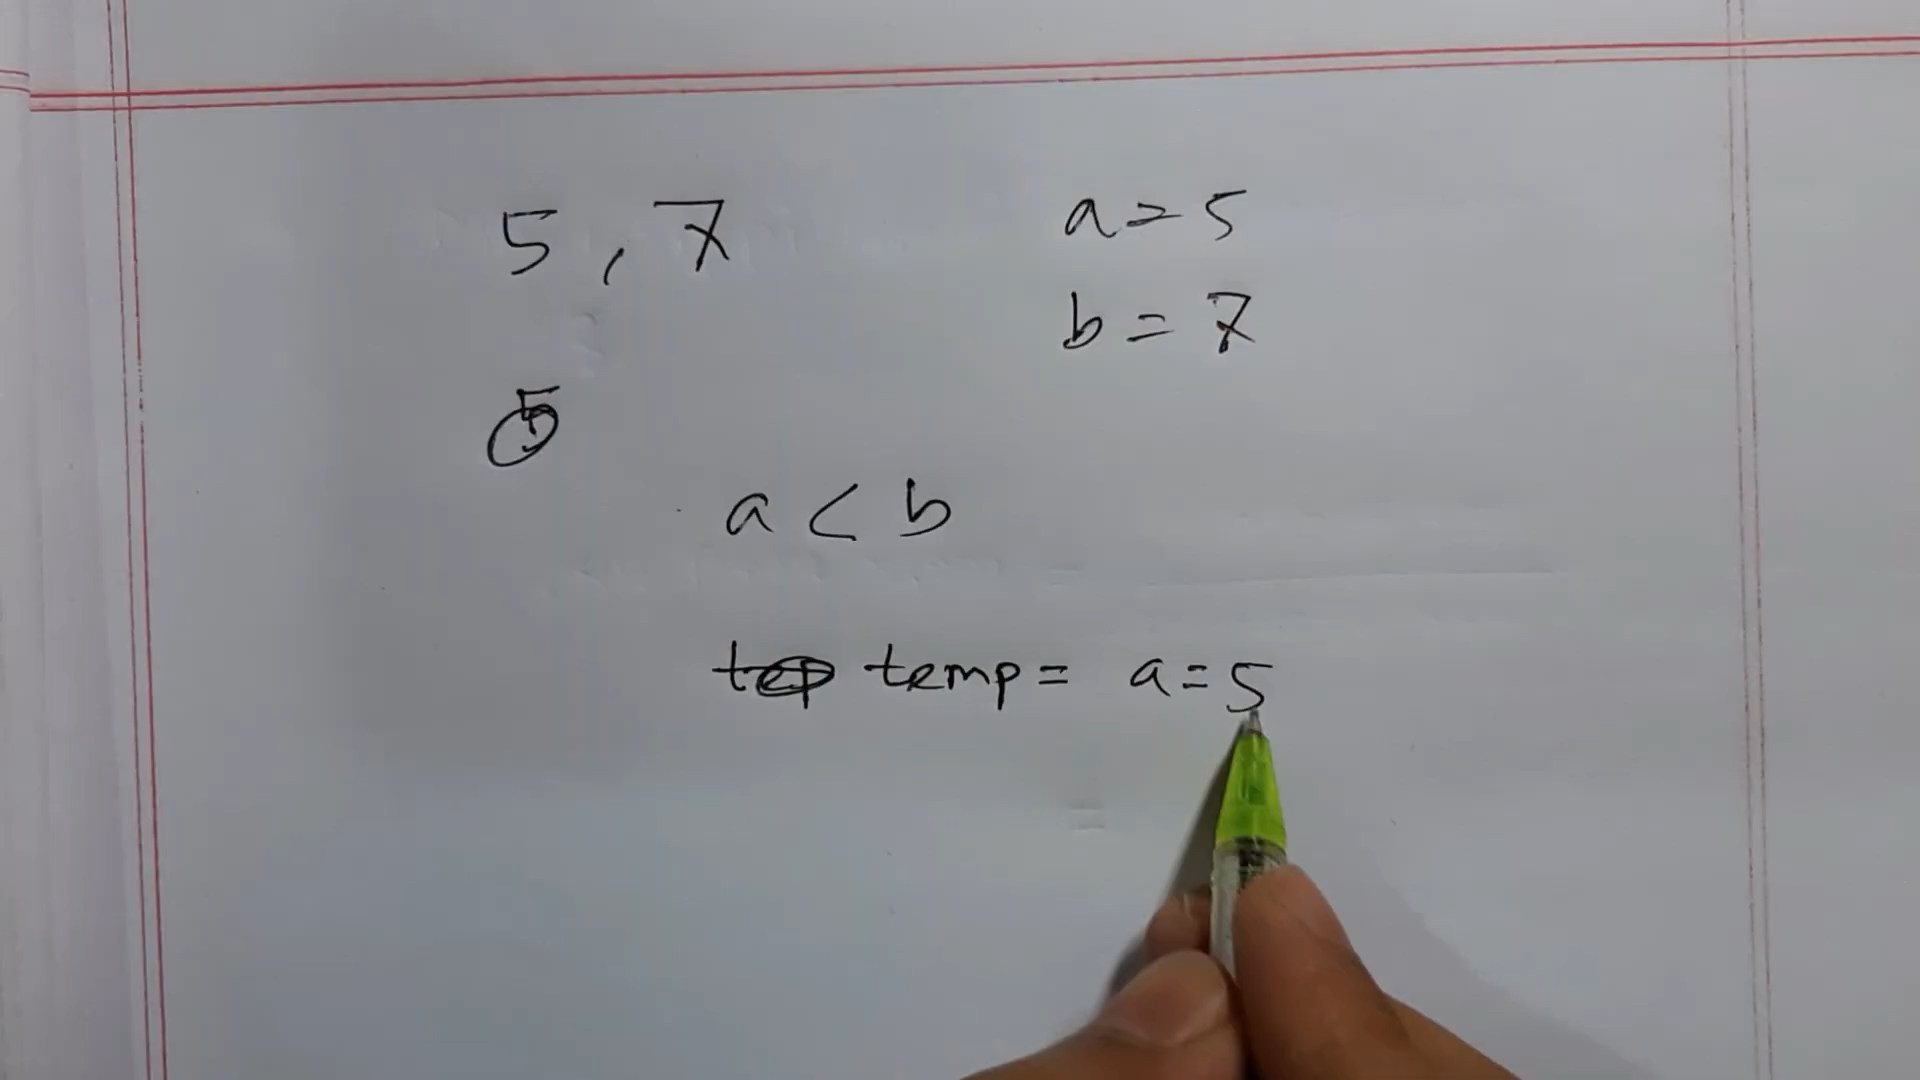 5, 7
a = 5
b = 7
5
a < b
temp = a = 5